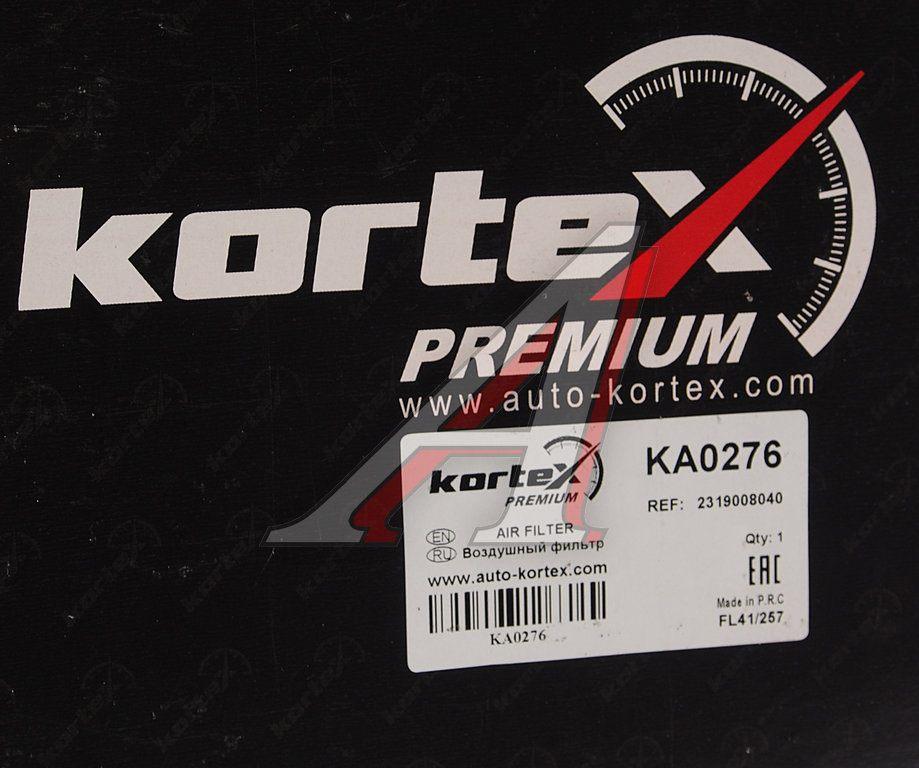 kortex
PREMIUM
www.auto-kortex.com
kortex
PREMIUM
KA0276
REF: 2319008040
EN AIR FILTER
RU Воздушный фильтр
Qty: 1
www.auto-kortex.com
EAC
Made in P.R.C
FL41/257
KA0276